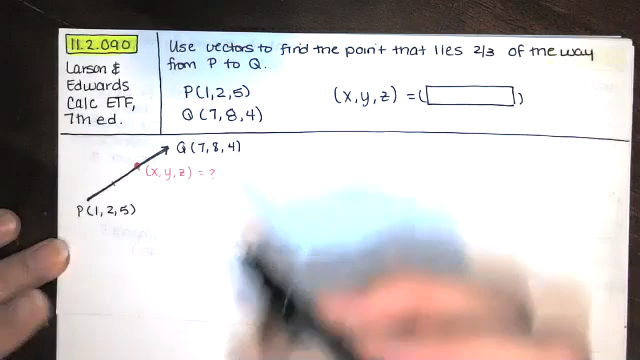 11.2.090
Larson &
Edwards
Calc ETF,
7th ed.
Use vectors to find the point that lies 2/3 of the way
from P to Q.
P(1,2,5)
Q(7,8,4)
(x,y,z) = ( )
Q(7,8,4)
(x,y,z) = ?
P(1,2,5)